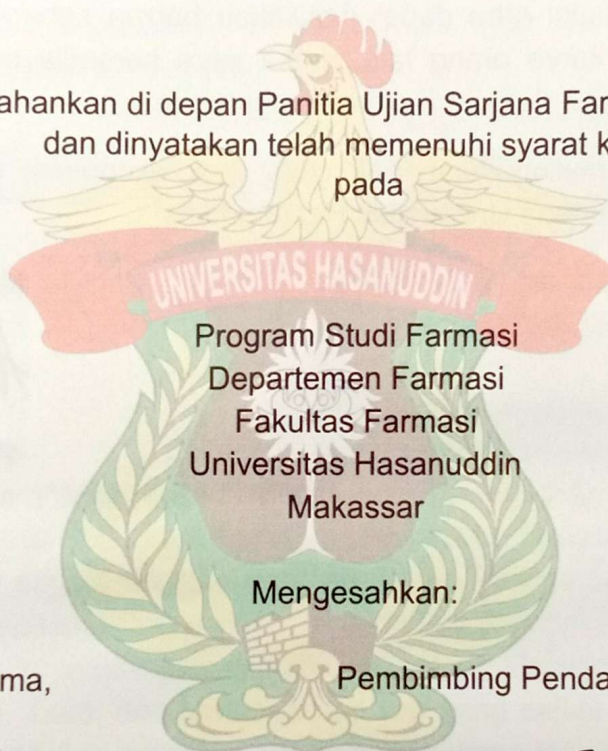 ahankan di depan Panitia Ujian Sarjana Far
dan dinyatakan telah memenuhi syarat k
pada
UNIVERSITAS HASANUDDIN
Program Studi Farmasi
Departemen Farmasi
Fakultas Farmasi
Universitas Hasanuddin
Makassar
Mengesahkan:
ma,
Pembimbing Penda